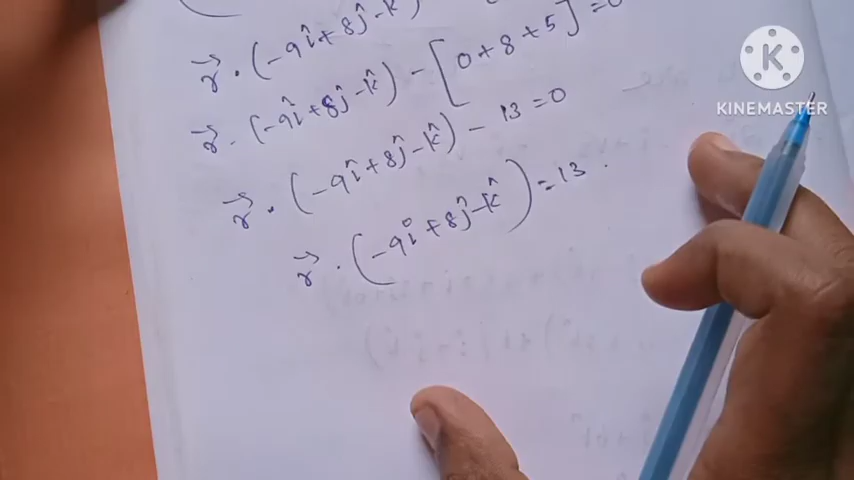 (
r⃗ . (-9î + 8ĵ - k̂)
r⃗ . (-9î + 8ĵ - k̂) - [0 + 8 + 5] = 0
r⃗ . (-9î + 8ĵ - k̂) - 13 = 0
r⃗ . (-9î + 8ĵ - k̂) = 13 .
K
KINEMASTER